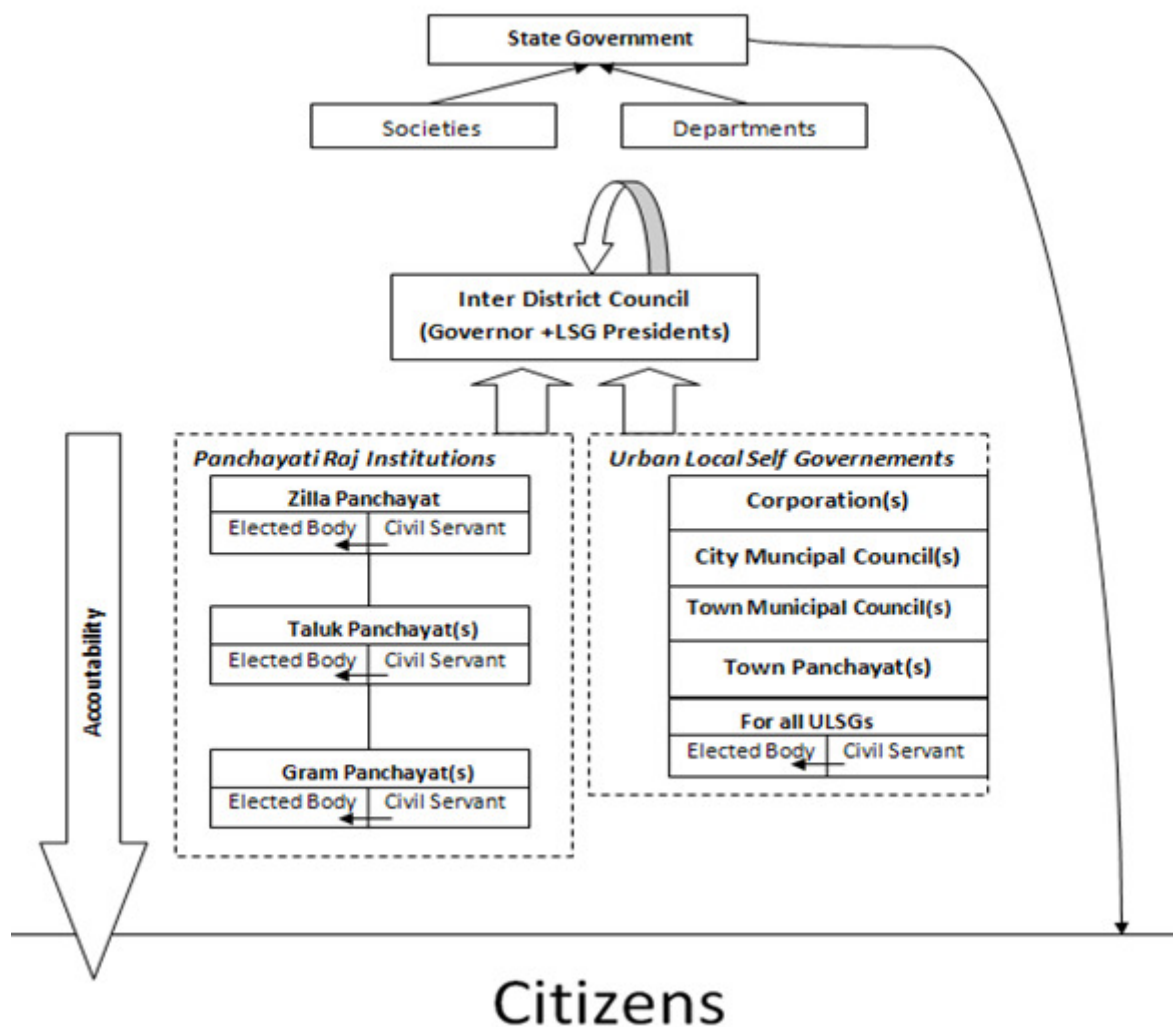 State Government
Societies
Departments
Inter District Council
(Governor +LSG Presidents)
Accoutability
Panchayati Raj Institutions
Zilla Panchayat
Elected Body Civil Servant
Taluk Panchayat(s)
Elected Body Civil Servant
Gram Panchayat(s)
Elected Body Civil Servant
Urban Local Self Governements
Corporation(s)
City Muncipal Council(s)
Town Municipal Council(s)
Town Panchayat(s)
For all ULSGs
Elected Body Civil Servant
Citizens